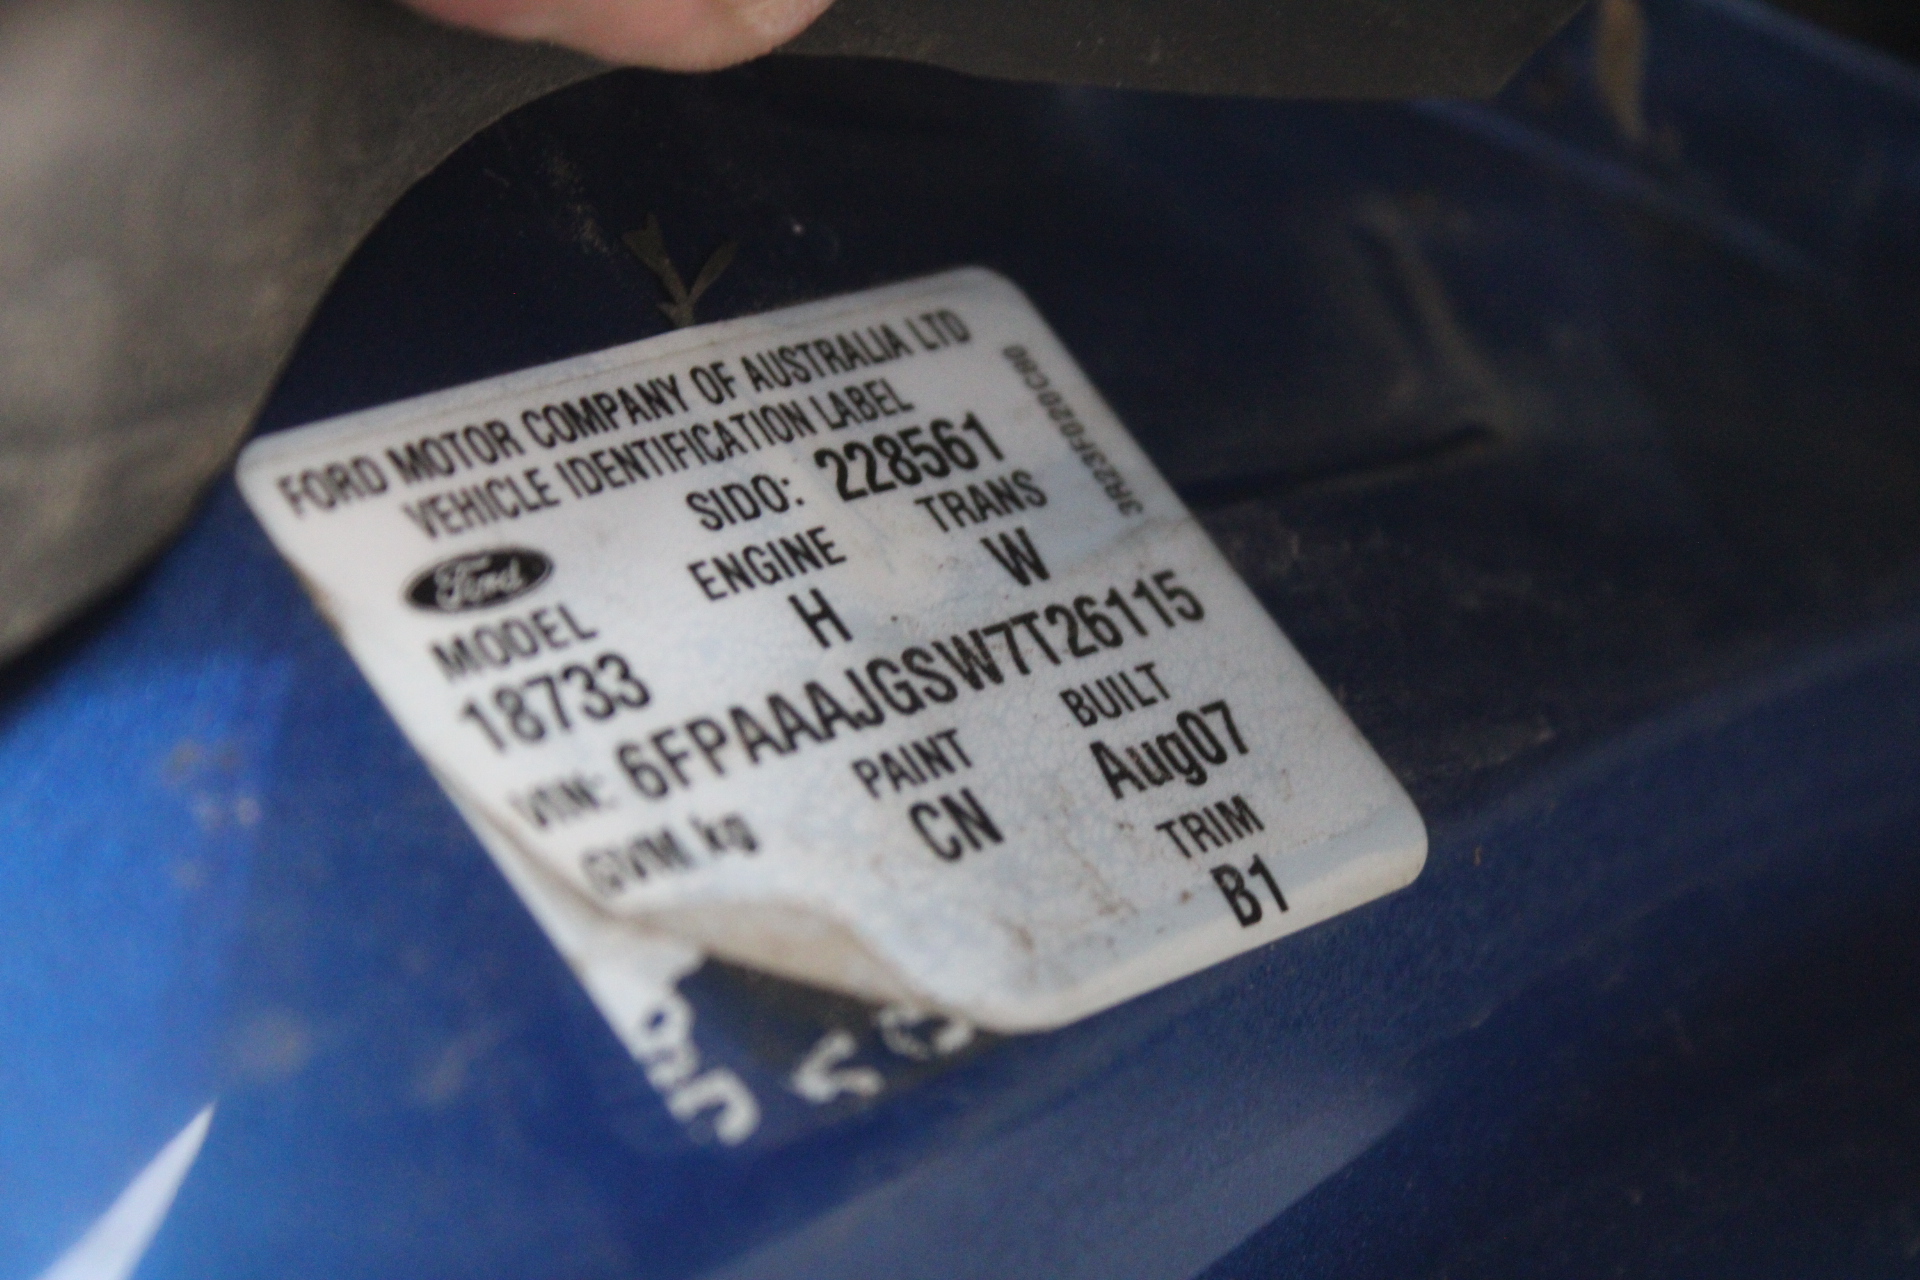 FORD MOTOR COMPANY OF AUSTRALIA LTD
VEHICLE IDENTIFICATION LABEL
SIDO: 228561
3R23F020CH0
Ford
ENGINE TRANS
MODEL H W
18733
VIN: 6FPAAAJGSW7T26115
GVM kg PAINT BUILT
CN Aug07
TRIM
B1